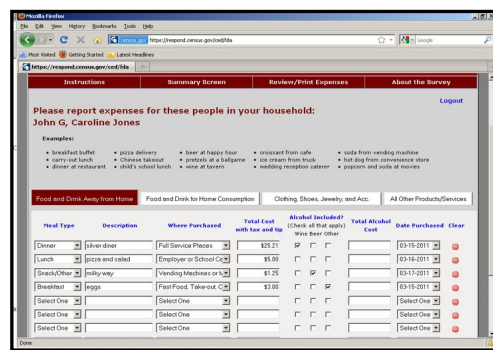 Mozilla Firefox
File Edit View History Bookmarks Tools Help
census.gov https://respond.census.gov/ced/fda Google
Most Visited Getting Started Latest Headlines
https://respond.census.gov/ced/fda
Instructions Summary Screen Review/Print Expenses About the Survey
Logout
Please report expenses for these people in your household:
John G, Caroline Jones
Examples:
• breakfast buffet • pizza delivery • beer at happy hour • croissant from cafe • soda from vending machine
• carry-out lunch • Chinese takeout • pretzels at a ballgame • ice cream from truck • hot dog from convenience store
• dinner at restaurant • child's school lunch • wine at tavern • wedding reception caterer • popcorn and soda at movies
Food and Drink Away from Home Food and Drink for Home Consumption Clothing, Shoes, Jewelry, and Acc. All Other Products/Services
Meal Type Description Where Purchased Total Cost with tax and tip Alcohol Included? (Check all that apply) Wine Beer Other Total Alcohol Cost Date Purchased Clear
Dinner silver diner Full Service Places $25.21 03-15-2011
Lunch pizza and salad Employer or School Ce $5.00 03-16-2011
Snack/Other milky way Vending Machines or M $1.25 03-17-2011
Breakfast eggs Fast Food, Take-out, C $3.00 03-15-2011
Select One Select One Select One
Select One Select One Select One
Select One Select One Select One
Done